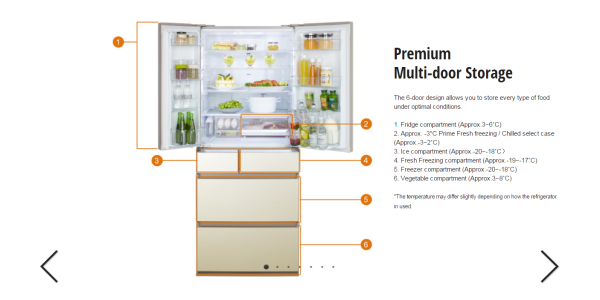 Premium
Multi-door Storage
The 6-door design allows you to store every type of food
under optimal conditions.
1. Fridge compartment (Approx.3~6°C)
2. Approx. -3°C Prime Fresh freezing / Chilled select case
(Approx.-3~2°C)
3. Ice compartment (Approx.-20~-18°C)
4. Fresh Freezing compartment (Approx.-19~-17°C)
5. Freezer compartment (Approx.-20~-18°C)
6. Vegetable compartment (Approx.3~8°C)
*The temperature may differ slightly depending on how the refrigerator
in used.
1
2
3
4
5
6